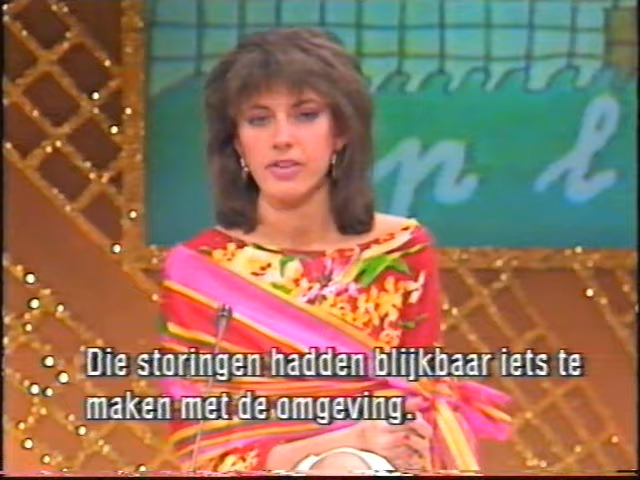 n l
Die storingen hadden blijkbaar iets te
maken met de omgeving.